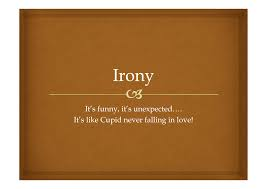 Irony
It's funny, it's unexpected….
It's like Cupid never falling in love!